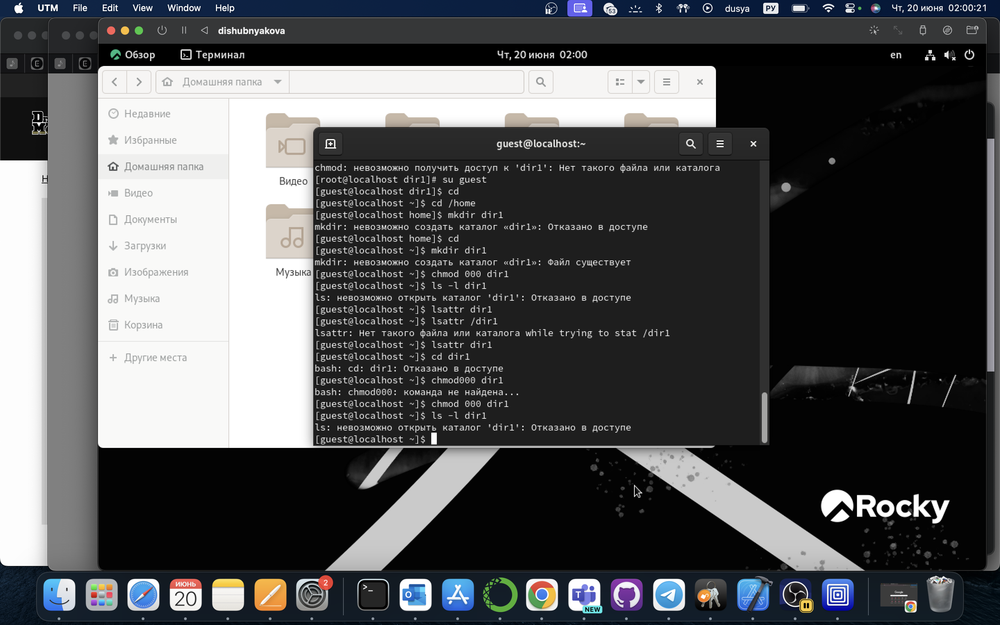 UTM File Edit View Window Help 53 dusya РУ Чт, 20 июня 02:00:21
dishubnyakova
Обзор Терминал Чт, 20 июня 02:00 en
Домашняя папка
Недавние
Избранные
Домашняя папка
Видео
Документы
Загрузки
Изображения
Музыка
Корзина
Другие места
Видео
Музыка
guest@localhost:~
chmod: невозможно получить доступ к 'dir1': Нет такого файла или каталога
[root@localhost dir1]# su guest
[guest@localhost dir1]$ cd
[guest@localhost ~]$ cd /home
[guest@localhost home]$ mkdir dir1
mkdir: невозможно создать каталог «dir1»: Отказано в доступе
[guest@localhost home]$ cd
[guest@localhost ~]$ mkdir dir1
mkdir: невозможно создать каталог «dir1»: Файл существует
[guest@localhost ~]$ chmod 000 dir1
[guest@localhost ~]$ ls -l dir1
ls: невозможно открыть каталог 'dir1': Отказано в доступе
[guest@localhost ~]$ lsattr dir1
[guest@localhost ~]$ lsattr /dir1
lsattr: Нет такого файла или каталога while trying to stat /dir1
[guest@localhost ~]$ lsattr dir1
[guest@localhost ~]$ cd dir1
bash: cd: dir1: Отказано в доступе
[guest@localhost ~]$ chmod000 dir1
bash: chmod000: команда не найдена...
[guest@localhost ~]$ chmod 000 dir1
[guest@localhost ~]$ ls -l dir1
ls: невозможно открыть каталог 'dir1': Отказано в доступе
[guest@localhost ~]$
Rocky
ИЮНЬ
20
2
NEW
Google